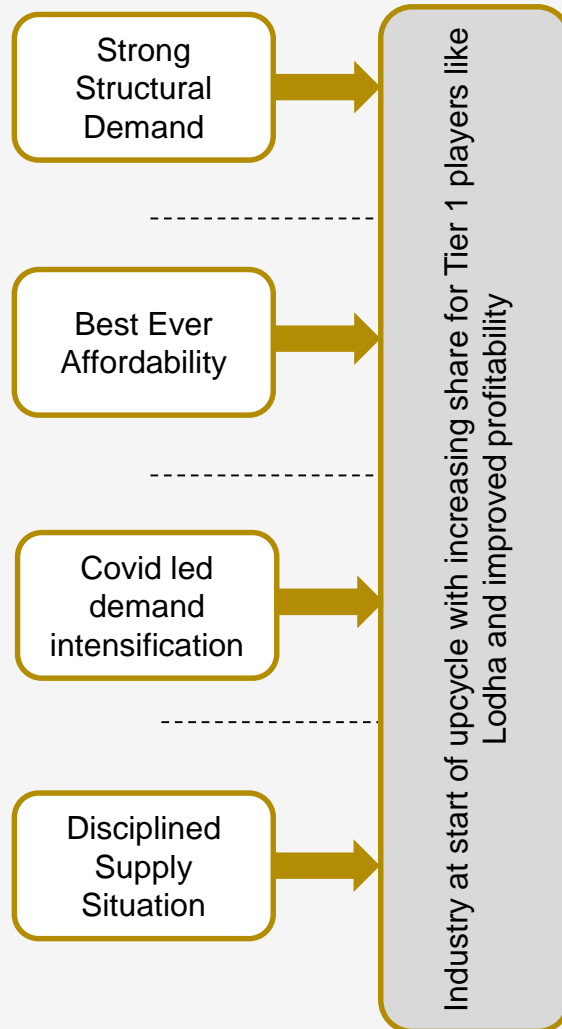 Strong
Structural
Demand
Best Ever
Affordability
Covid led
demand
intensification
Disciplined
Supply
Situation
Industry at start of upcycle with increasing share for Tier 1 players like
Lodha and improved profitability